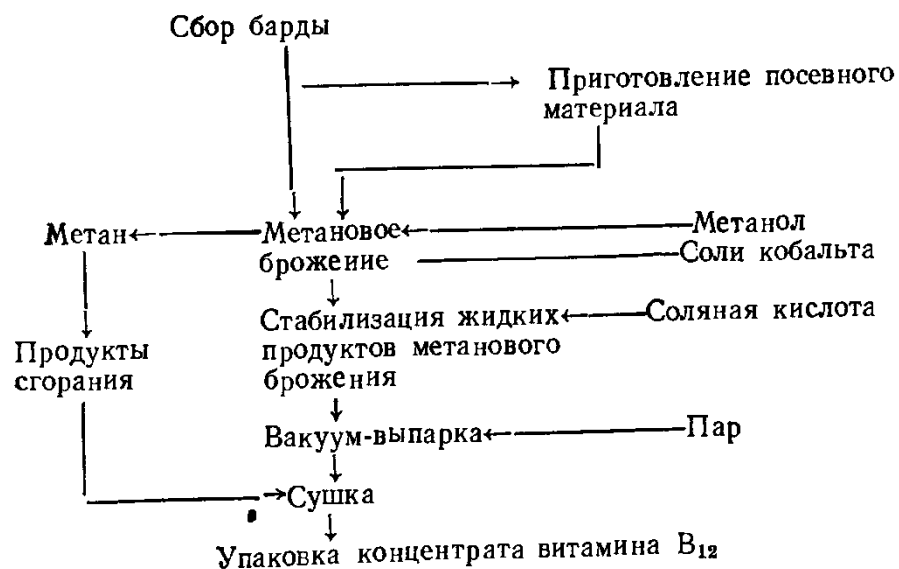 Сбор барды
Приготовление посевного
материала
Метан
Метановое
брожение
Метанол
Соли кобальта
Стабилизация жидких
продуктов метанового
брожения
Соляная кислота
Продукты
сгорания
Вакуум-выпарка
Пар
Сушка
Упаковка концентрата витамина B₁₂